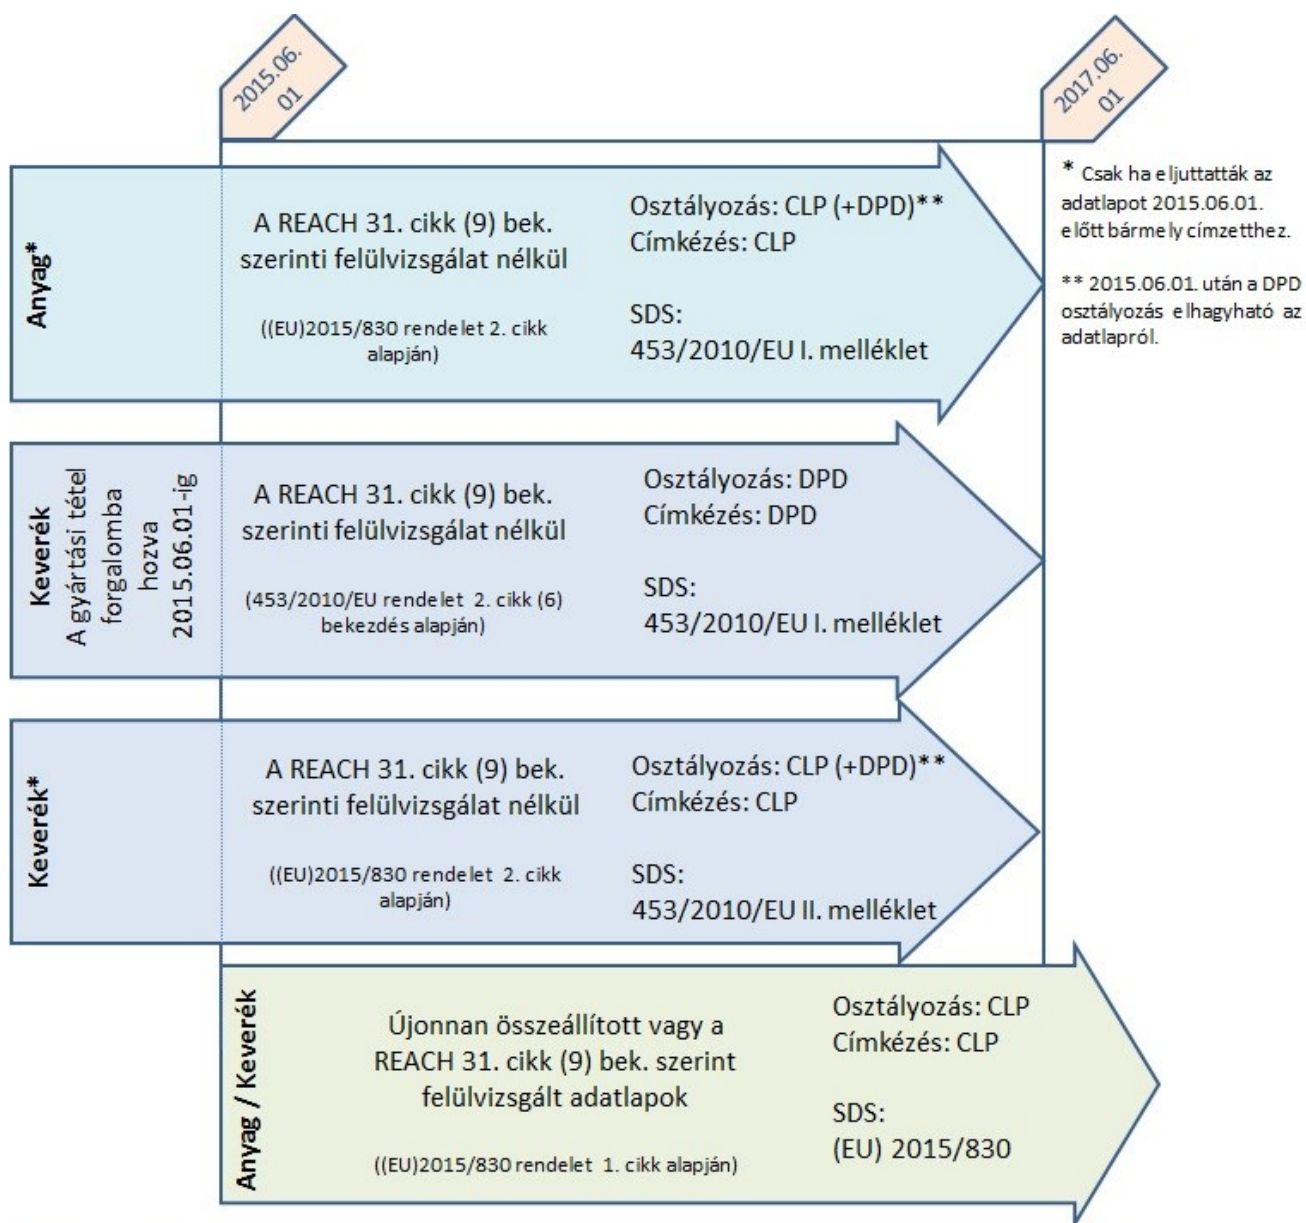 2015.06.
01
2017.06.
01
Anyag*
A REACH 31. cikk (9) bek.
szerinti felülvizsgálat nélkül
((EU)2015/830 rendelet 2. cikk
alapján)
Osztályozás: CLP (+DPD)**
Címkézés: CLP
SDS:
453/2010/EU I. melléklet
* Csak ha eljuttatták az
adatlapot 2015.06.01.
előtt bármely címzetthez.
** 2015.06.01. után a DPD
osztályozás elhagyható az
adatlapról.
Keverék
A gyártási tétel
forgalomba
hozva
2015.06.01-ig
A REACH 31. cikk (9) bek.
szerinti felülvizsgálat nélkül
(453/2010/EU rendelet 2. cikk (6)
bekezdés alapján)
Osztályozás: DPD
Címkézés: DPD
SDS:
453/2010/EU I. melléklet
Keverék*
A REACH 31. cikk (9) bek.
szerinti felülvizsgálat nélkül
((EU)2015/830 rendelet 2. cikk
alapján)
Osztályozás: CLP (+DPD)**
Címkézés: CLP
SDS:
453/2010/EU II. melléklet
Anyag / Keverék
Újonnan összeállított vagy a
REACH 31. cikk (9) bek. szerint
felülvizsgált adatlapok
((EU)2015/830 rendelet 1. cikk alapján)
Osztályozás: CLP
Címkézés: CLP
SDS:
(EU) 2015/830